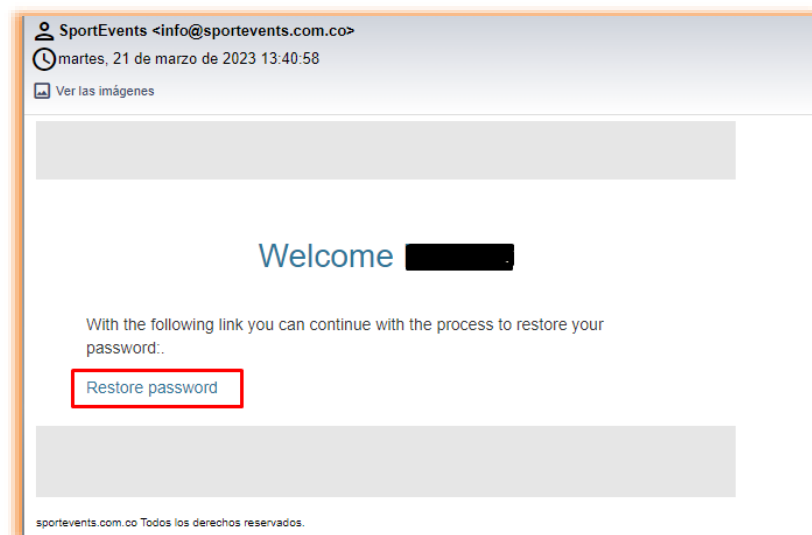 SportEvents <info@sportevents.com.co>
martes, 21 de marzo de 2023 13:40:58
Ver las imágenes
Welcome
With the following link you can continue with the process to restore your
password:.
Restore password
sportevents.com.co Todos los derechos reservados.